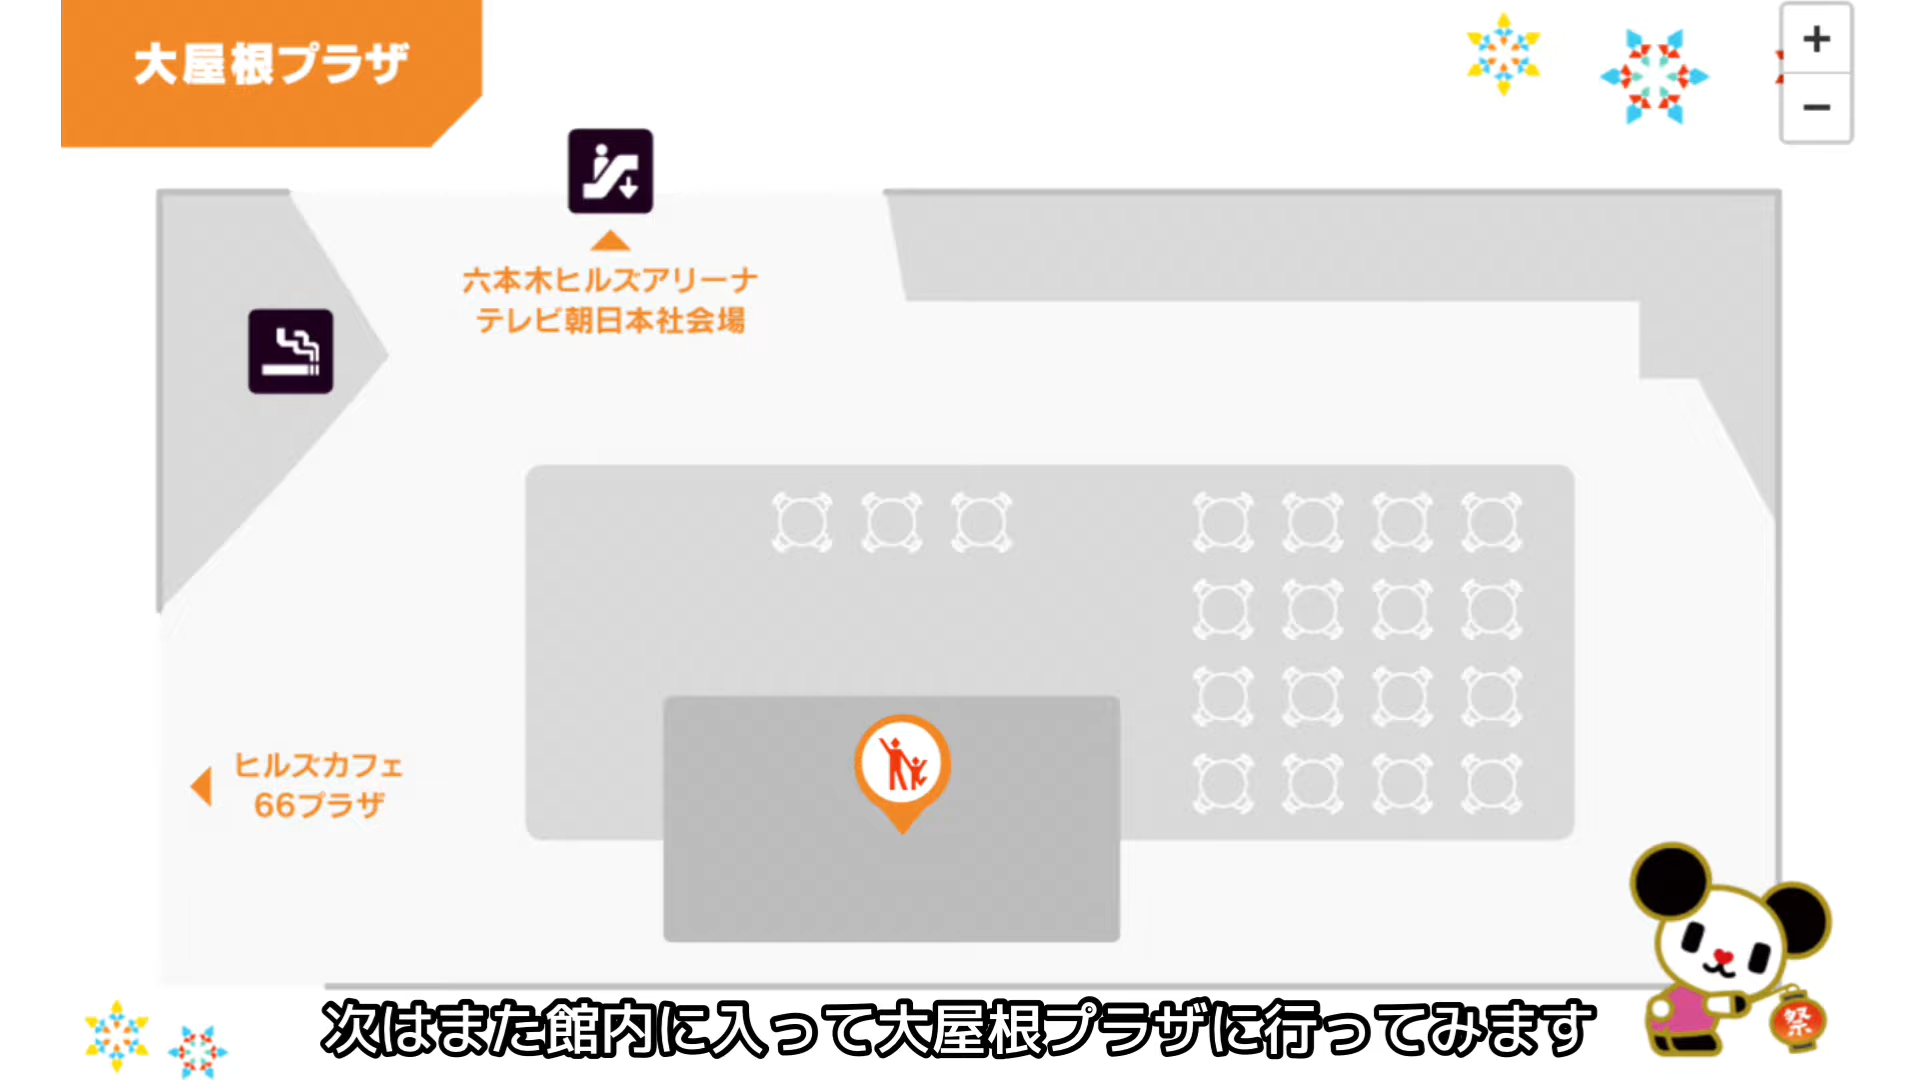 大屋根プラザ
+
−
六本木ヒルズアリーナ
テレビ朝日本社会場
ヒルズカフェ
66プラザ
祭
次はまた館内に入って大屋根プラザに行ってみます